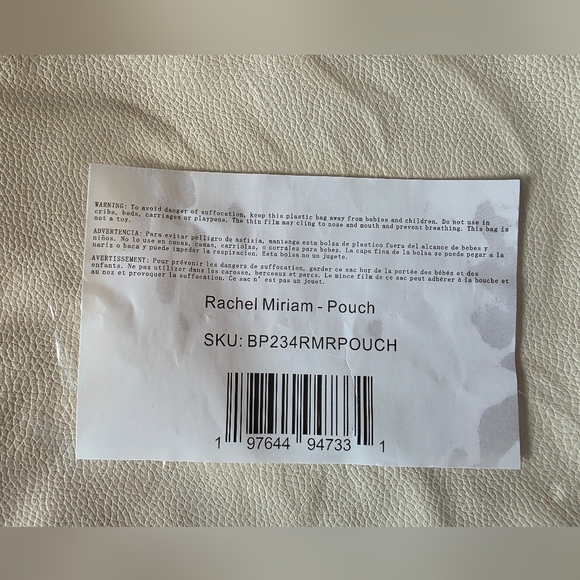 WARNING: To avoid danger of suffocation, keep this plastic bag away from babies and children. Do not use in
cribs, beds, carriages or playpens. The thin film may cling to nose and mouth and prevent breathing. This bag is
not a toy.
ADVERTENCIA: Para evitar pelligro de asfixia, mantenga esta bolsa de plastico fuera del alcance de bebes y
niños. No lo use en cunas, camas, carriolas, o corrales para bebes. La capa fina de la bolsa se puede pegar a la
nariz o baca y puede impedar la respiracion. Esta bolsa no un jugete.
AVERTISSEMENT: Pour prévenir les dangers de suffocation, garder ce sac hor de la portée des bébés et des
enfants. Ne pas utilizer dans les carosse, berceaux et parcs. Le mince film de ce sac peut adhérer à la bouche et
au nez et provoquer la suffocation. Ce sac n'est pas un jouet.
Rachel Miriam - Pouch
SKU: BP234RMRPOUCH
1 97644 94733 1